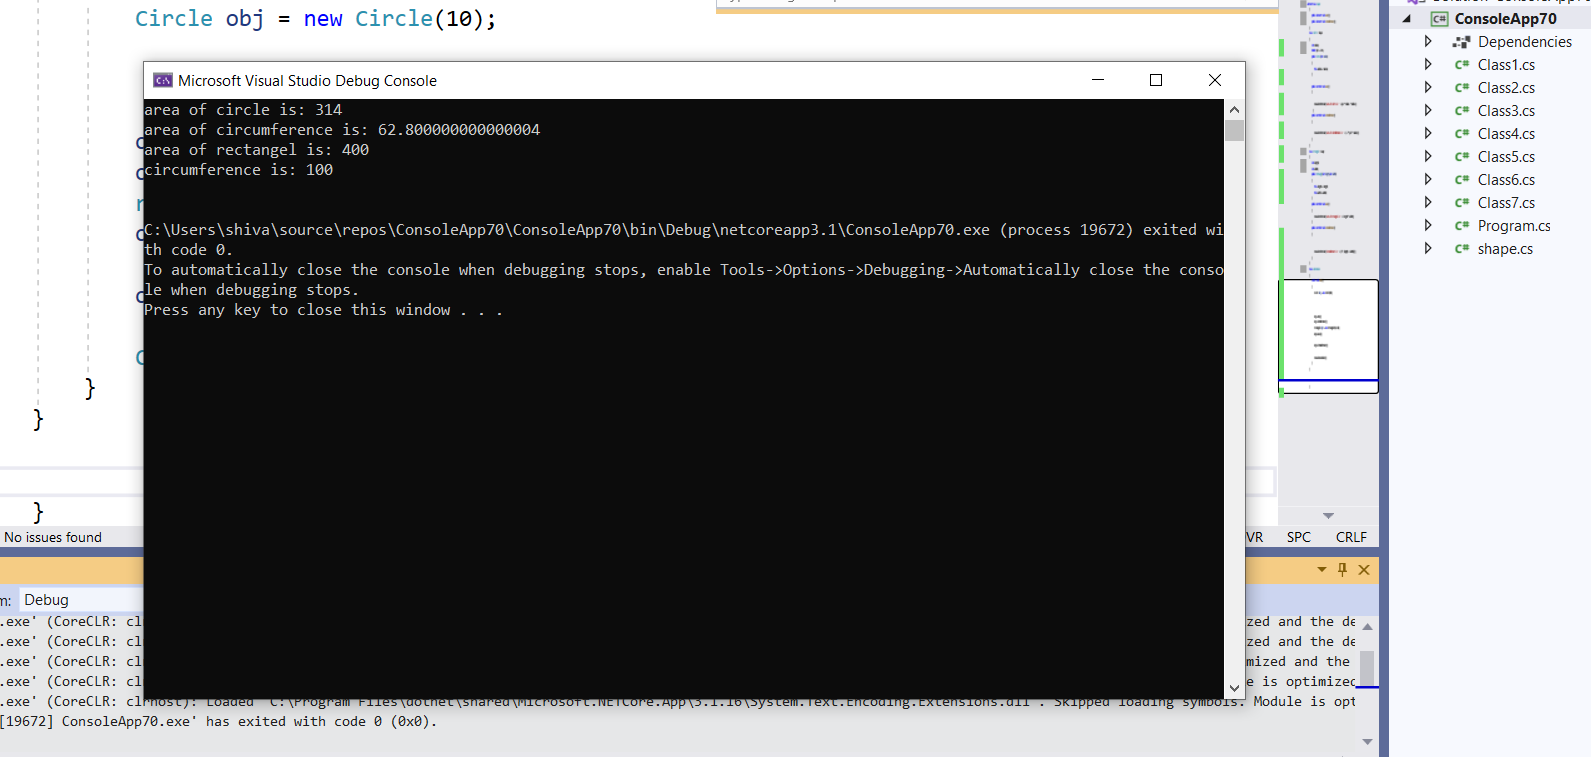 Circle obj = new Circle(10);
Microsoft Visual Studio Debug Console
area of circle is: 314
area of circumference is: 62.800000000000004
area of rectangel is: 400
circumference is: 100
C:\Users\shiva\source\repos\ConsoleApp70\ConsoleApp70\bin\Debug\netcoreapp3.1\ConsoleApp70.exe (process 19672) exited wi
th code 0.
To automatically close the console when debugging stops, enable Tools->Options->Debugging->Automatically close the conso
le when debugging stops.
Press any key to close this window . . .
}
}
}
No issues found
SPC
CRLF
Debug
.exe' (CoreCLR: cl
zed and the de
.exe' (CoreCLR: cl
zed and the de
.exe' (CoreCLR: cl
mized and the
.exe' (CoreCLR: cl
is optimized
.exe' (CoreCLR: clrhost): Loaded 'C:\Program Files\dotnet\shared\Microsoft.NETCore.App\3.1.16\System.Text.Encoding.Extensions.dll'. Skipped loading symbols. Module is opt
[19672] ConsoleApp70.exe' has exited with code 0 (0x0).
C# ConsoleApp70
Dependencies
C# Class1.cs
C# Class2.cs
C# Class3.cs
C# Class4.cs
C# Class5.cs
C# Class6.cs
C# Class7.cs
C# Program.cs
C# shape.cs